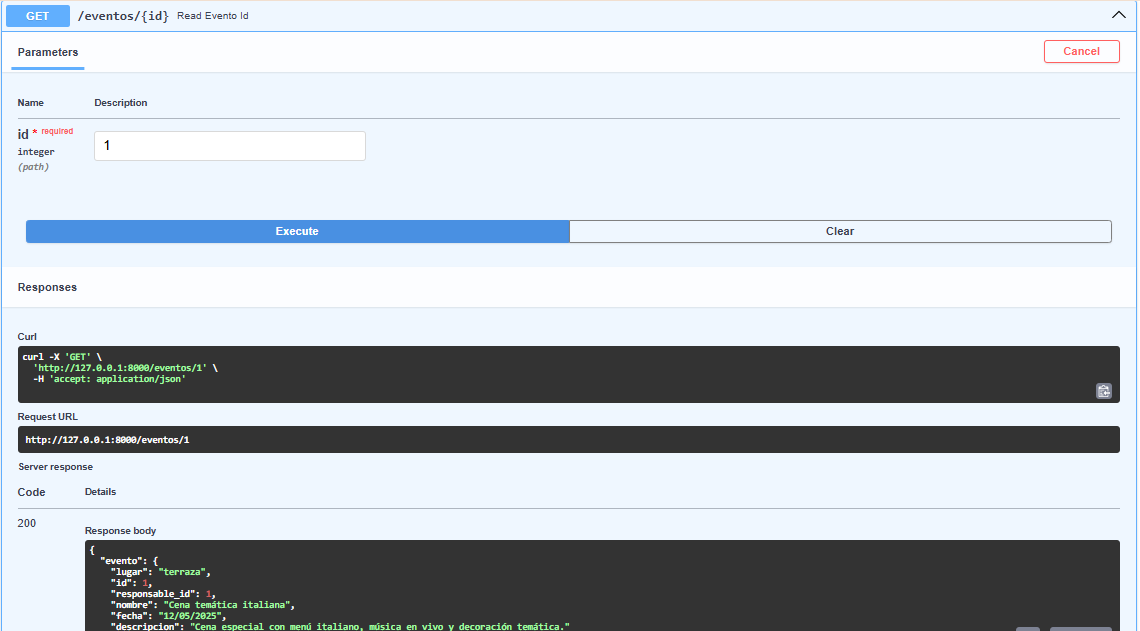 GET /eventos/{id} Read Evento Id
Parameters
Cancel
Name Description
id * required
1
integer
(path)
Execute Clear
Responses
Curl
curl -X 'GET' \
'http://127.0.0.1:8000/eventos/1' \
-H 'accept: application/json'
Request URL
http://127.0.0.1:8000/eventos/1
Server response
Code Details
200
Response body
{
"evento": {
"lugar": "terraza",
"id": 1,
"responsable_id": 1,
"nombre": "Cena temática italiana",
"fecha": "12/05/2025",
"descripcion": "Cena especial con menú italiano, música en vivo y decoración temática."